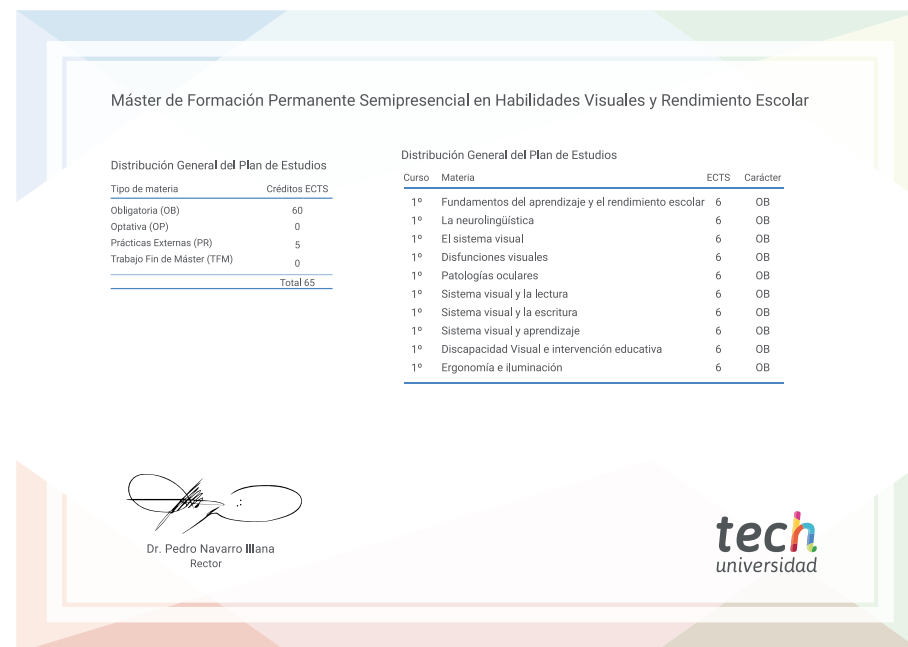 Máster de Formación Permanente Semipresencial en Habilidades Visuales y Rendimiento Escolar
Distribución General del Plan de Estudios
Tipo de materia Créditos ECTS
Obligatoria (OB) 60
Optativa (OP) 0
Prácticas Externas (PR) 5
Trabajo Fin de Máster (TFM) 0
Total 65
Distribución General del Plan de Estudios
Curso Materia ECTS Carácter
1º Fundamentos del aprendizaje y el rendimiento escolar 6 OB
1º La neurolingüística 6 OB
1º El sistema visual 6 OB
1º Disfunciones visuales 6 OB
1º Patologías oculares 6 OB
1º Sistema visual y la lectura 6 OB
1º Sistema visual y la escritura 6 OB
1º Sistema visual y aprendizaje 6 OB
1º Discapacidad Visual e intervención educativa 6 OB
1º Ergonomía e iluminación 6 OB
Dr. Pedro Navarro Illana
Rector
tech
universidad